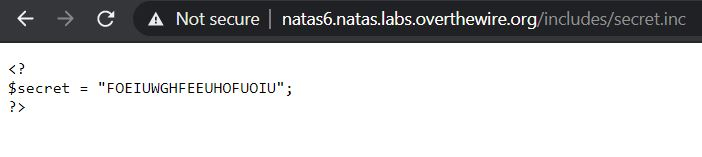 Not secure | natas6.natas.labs.overthewire.org/includes/secret.inc
<?
$secret = "FOEIUWGHFEEUHOFUOIU";
?>